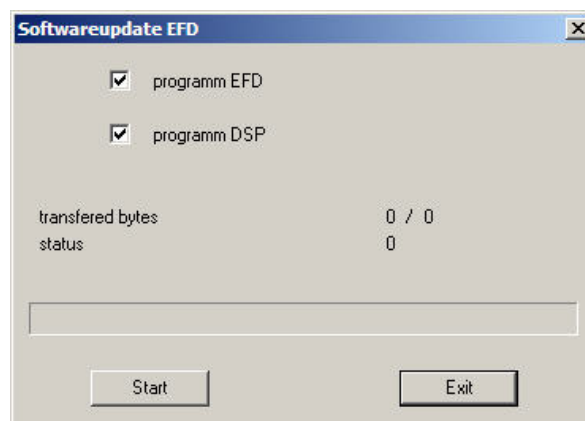 Softwareupdate EFD
programm EFD
programm DSP
transfered bytes 0 / 0
status 0
Start Exit